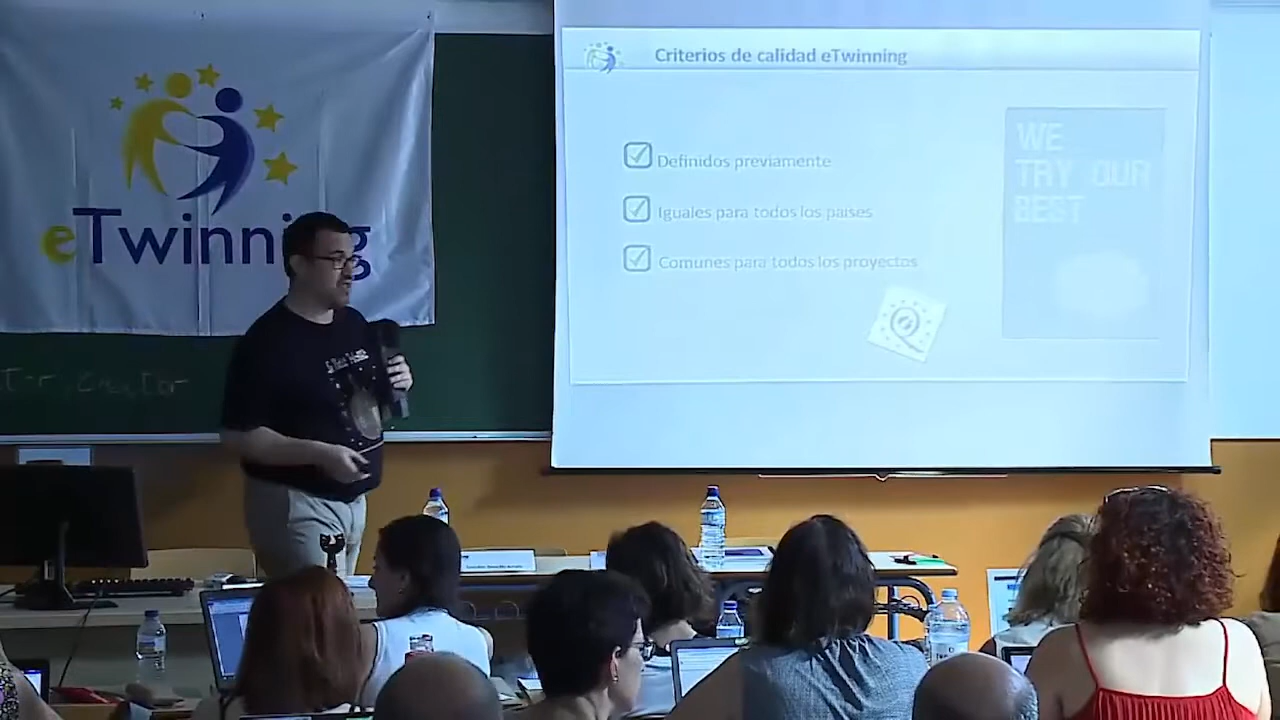 eTwinning
Criterios de calidad eTwinning
Definidos previamente
Iguales para todos los países
Comunes para todos los proyectos
WE
TRY OUR
BEST